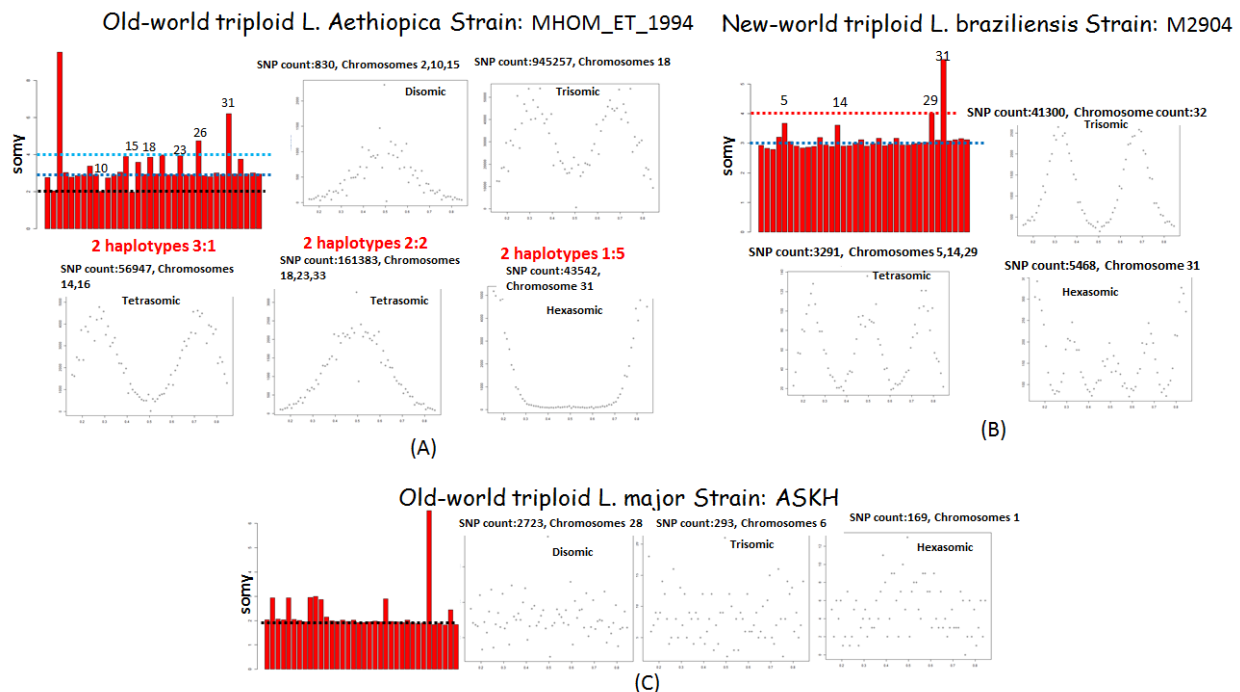 Old-world triploid L. Aethiopica Strain: MHOM_ET_1994
New-world triploid L. braziliensis Strain: M2904
SNP count:830, Chromosomes 2,10,15
Disomic
SNP count:945257, Chromosomes 18
Trisomic
somy
10
15
18
23
26
31
2 haplotypes 3:1
2 haplotypes 2:2
2 haplotypes 1:5
SNP count:56947, Chromosomes
14,16
Tetrasomic
SNP count:161383, Chromosomes
18,23,33
Tetrasomic
SNP count:43542,
Chromosome 31
Hexasomic
(A)
somy
5
14
29
31
SNP count:41300, Chromosome count:32
Trisomic
SNP count:3291, Chromosomes 5,14,29
Tetrasomic
SNP count:5468, Chromosome 31
Hexasomic
(B)
Old-world triploid L. major Strain: ASKH
somy
SNP count:2723, Chromosomes 28
Disomic
SNP count:293, Chromosomes 6
Trisomic
SNP count:169, Chromosomes 1
Hexasomic
(C)